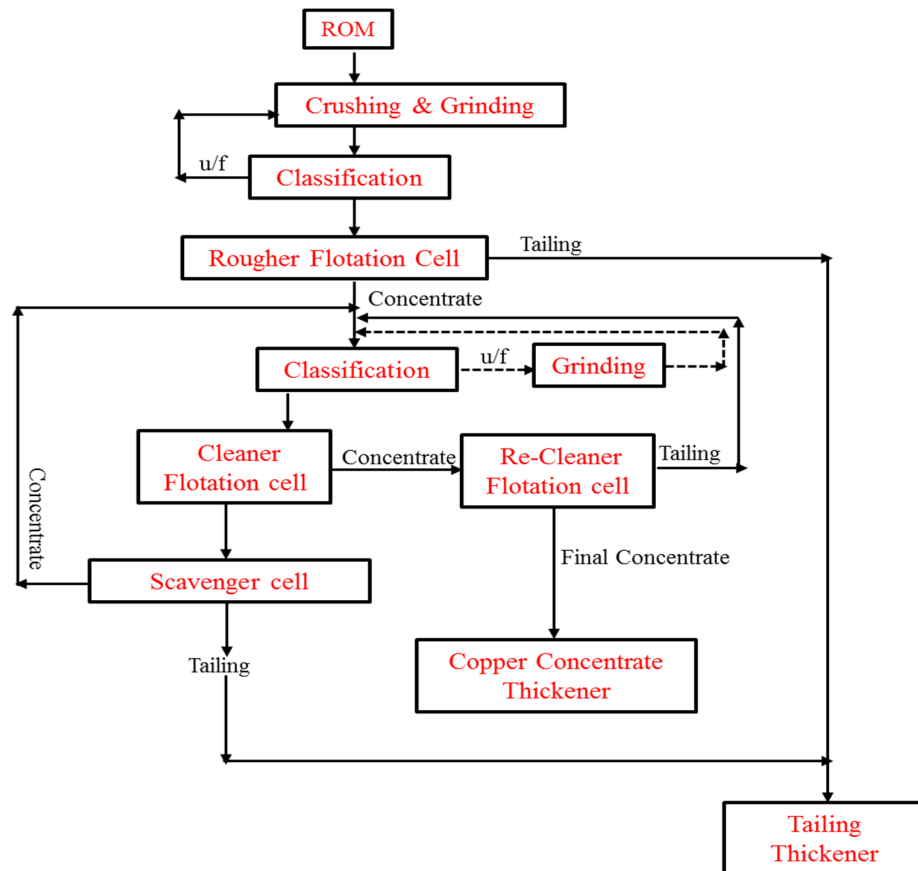 ROM
Crushing & Grinding
u/f
Classification
Rougher Flotation Cell
Tailing
Concentrate
Classification
u/f
Grinding
Cleaner
Flotation cell
Concentrate
Re-Cleaner
Flotation cell
Tailing
Concentrate
Scavenger cell
Final Concentrate
Tailing
Copper Concentrate
Thickener
Tailing
Thickener